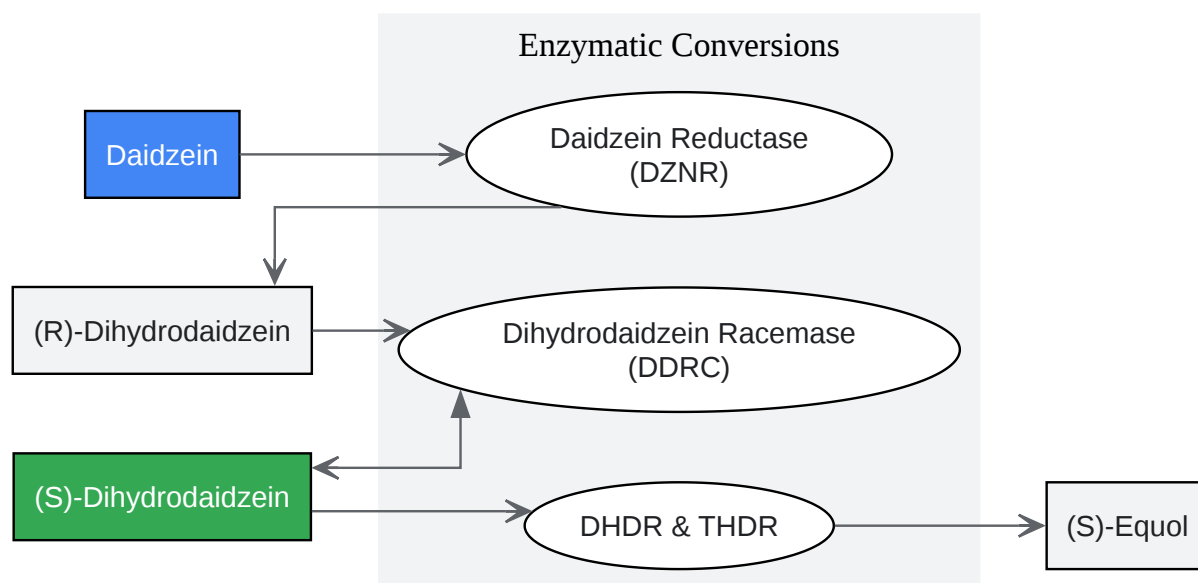 Enzymatic Conversions
Daidzein
Daidzein Reductase
(DZNR)
(R)-Dihydrodaidzein
Dihydrodaidzein Racemase
(DDRC)
(S)-Dihydrodaidzein
DHDR & THDR
(S)-Equol